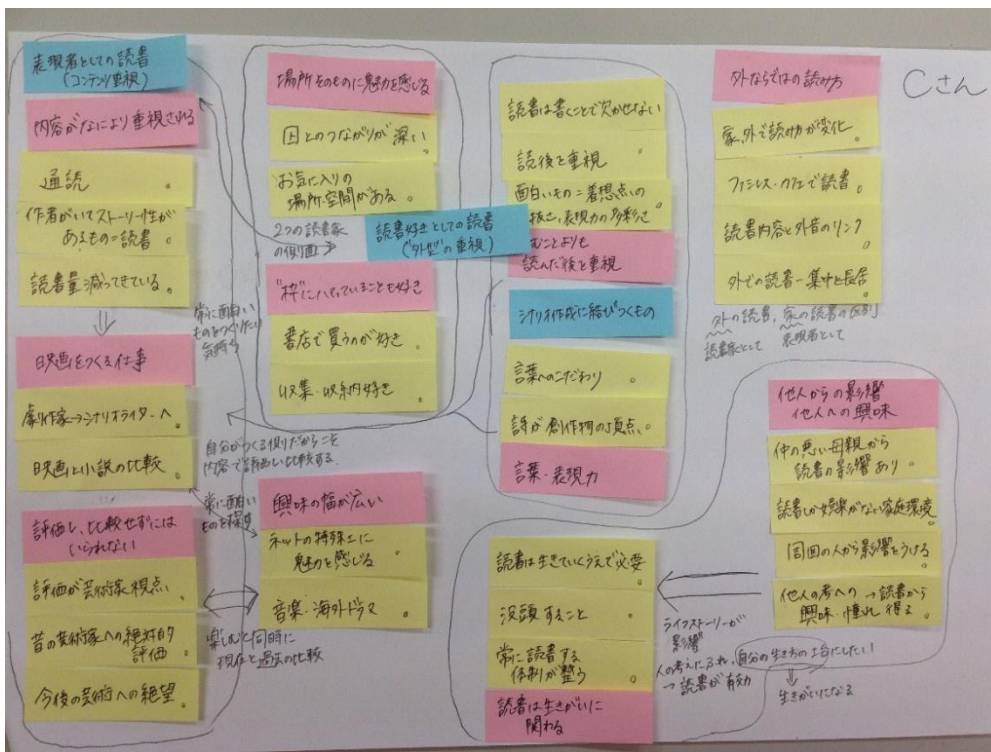 Cさん
表現者としての読書
(コンテンツ重視)
内容がなにより重視される
通読
作者がいてストーリー性が
あるもの=読書
読書量減ってきている。
映画をつくる仕事
劇作家→シナリオライターへ
映画と小説の比較
評価し、比較せずには
いられない
評価が芸術家視点。
昔の芸術家への絶対的
評価
今後の芸術への絶望。
場所そのものに魅力を感じる
とのつながりが深い
お気に入りの
場所・空間がある。
2つの読書家
の側面
読書好きとしての読書
("外型"の重視)
"枠"にハマっていることも好き
書店で買うのが好き
収集・収納好き
常に面白い
ものをつくりたい
気持ち
自分がつくる側だからこそ
内容で評価し比較する。
常に面白い
ものを探す
興味の幅が広い
ネットの特殊上に
魅力を感じる
音楽・海外ドラマ
楽しむと同時に
現在と過去の比較
読書は書くことで欠かせない
読後を重視
面白いもの=着想点の
抜き、表現力の多彩さ
むことよりも
読んだ後を重視
シナリオ作成に結びつくもの
言葉へのこだわり
詩が創作物の頂点。
言葉・表現力
外ならではの読み方
家、外で読み方が変化。
ファミレス・カフェで読書。
読書内容と外音のリンク
外での読書―集中と長居
外の読書、家の読書の区別
読書家として 表現者として
他人からの影響
他人への興味
仲の悪い母親から
読書の影響あり
読書しか娯楽がない家庭環境
周囲の人から影響をうける
他人の考への→読書から
興味・憧れ 得る
読書は生きていくうえで必要
没頭すること
常に読書する
体制が整う
読書は生きがいに
関わる
ライフストーリーが
影響
人の考えにふれ、自分の生き方の土台にしたい
→読書が有効
生きがいになる